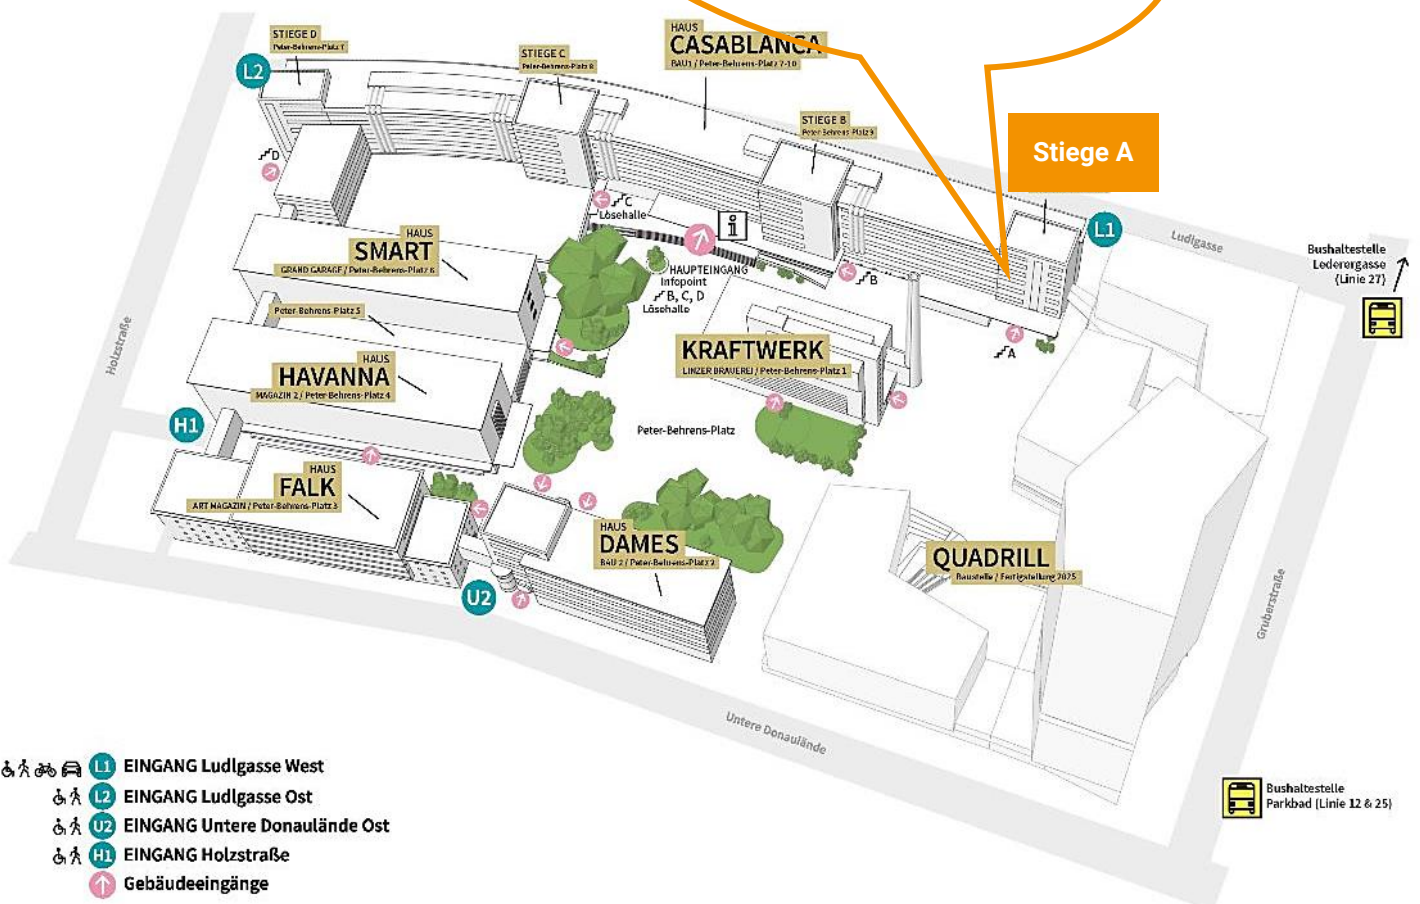 STIEGE D
Peter-Behrens-Platz 7
L2
STIEGE C
Peter-Behrens-Platz 8
HAUS
CASABLANCA
BAU1 / Peter-Behrens-Platz 7-10
STIEGE B
Peter-Behrens-Platz 9
Stiege A
L1
Ludlgasse
Bushaltestelle
Lederergasse
(Linie 27)
D
C
Lösehalle
i
HAUPTEINGANG
Infopoint
B, C, D
Lösehalle
B
A
HAUS
SMART
GRAND GARAGE / Peter-Behrens-Platz 6
Peter-Behrens-Platz 5
Holzstraße
HAUS
HAVANNA
MAGAZIN 2 / Peter-Behrens-Platz 4
KRAFTWERK
LINZER BRAUEREI / Peter-Behrens-Platz 1
H1
Peter-Behrens-Platz
HAUS
FALK
ART MAGAZIN / Peter-Behrens-Platz 3
HAUS
DAMES
BAU 2 / Peter-Behrens-Platz 2
QUADRILL
Baustelle / Fertigstellung 2025
U2
Gruberstraße
Untere Donaulände
Bushaltestelle
Parkbad (Linie 12 & 25)
L1 EINGANG Ludlgasse West
L2 EINGANG Ludlgasse Ost
U2 EINGANG Untere Donaulände Ost
H1 EINGANG Holzstraße
Gebäudeeingänge